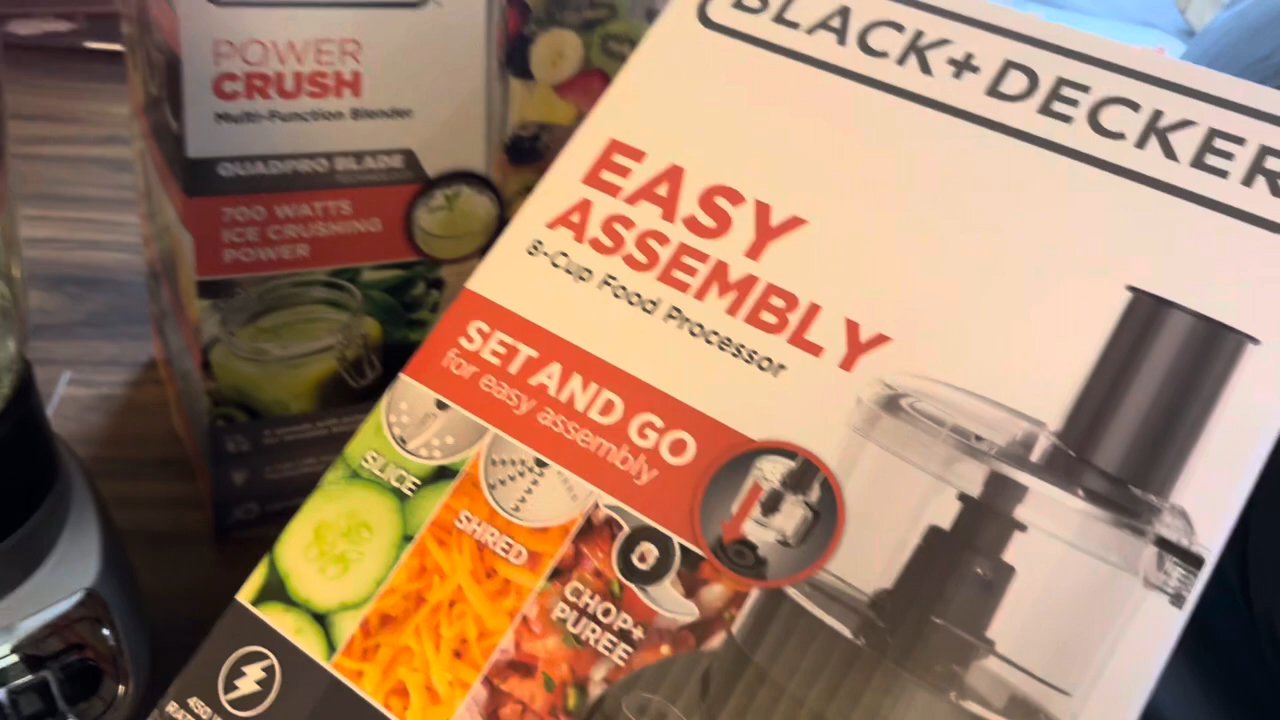 POWER
CRUSH
Multi-Function Blender
QUADPRO BLADE
700 WATTS
ICE CRUSHING
POWER
BLACK+DECKER
EASY
ASSEMBLY
8-Cup Food Processor
SET AND GO
for easy assembly
SLICE
SHRED
CHOP+
PUREE
450